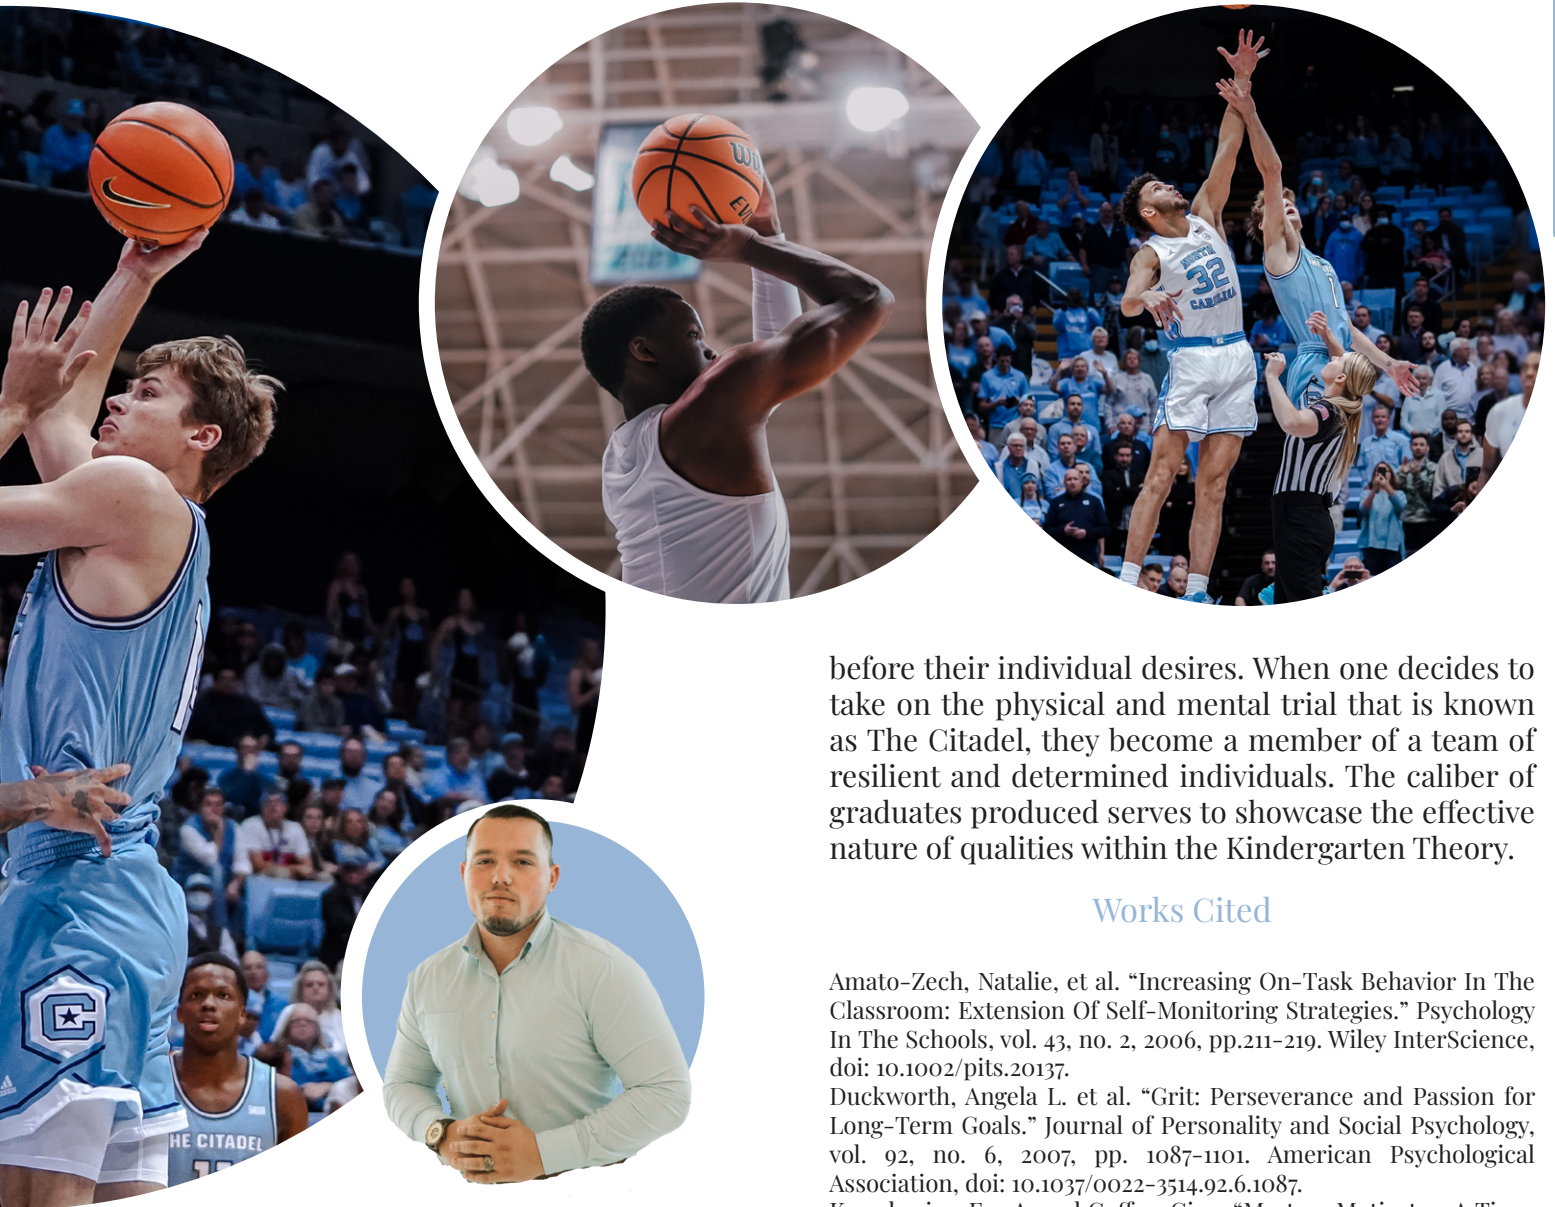 Wil
EVO
2021
NORTH
32
CAROLINA
1
1
C
THE CITADEL
11
before their individual desires. When one decides to
take on the physical and mental trial that is known
as The Citadel, they become a member of a team of
resilient and determined individuals. The caliber of
graduates produced serves to showcase the effective
nature of qualities within the Kindergarten Theory.
Works Cited
Amato-Zech, Natalie, et al. “Increasing On-Task Behavior In The
Classroom: Extension Of Self-Monitoring Strategies.” Psychology
In The Schools, vol. 43, no. 2, 2006, pp.211-219. Wiley InterScience,
doi: 10.1002/pits.20137.
Duckworth, Angela L. et al. “Grit: Perseverance and Passion for
Long-Term Goals.” Journal of Personality and Social Psychology,
vol. 92, no. 6, 2007, pp. 1087-1101. American Psychological
Association, doi: 10.1037/0022-3514.92.6.1087.